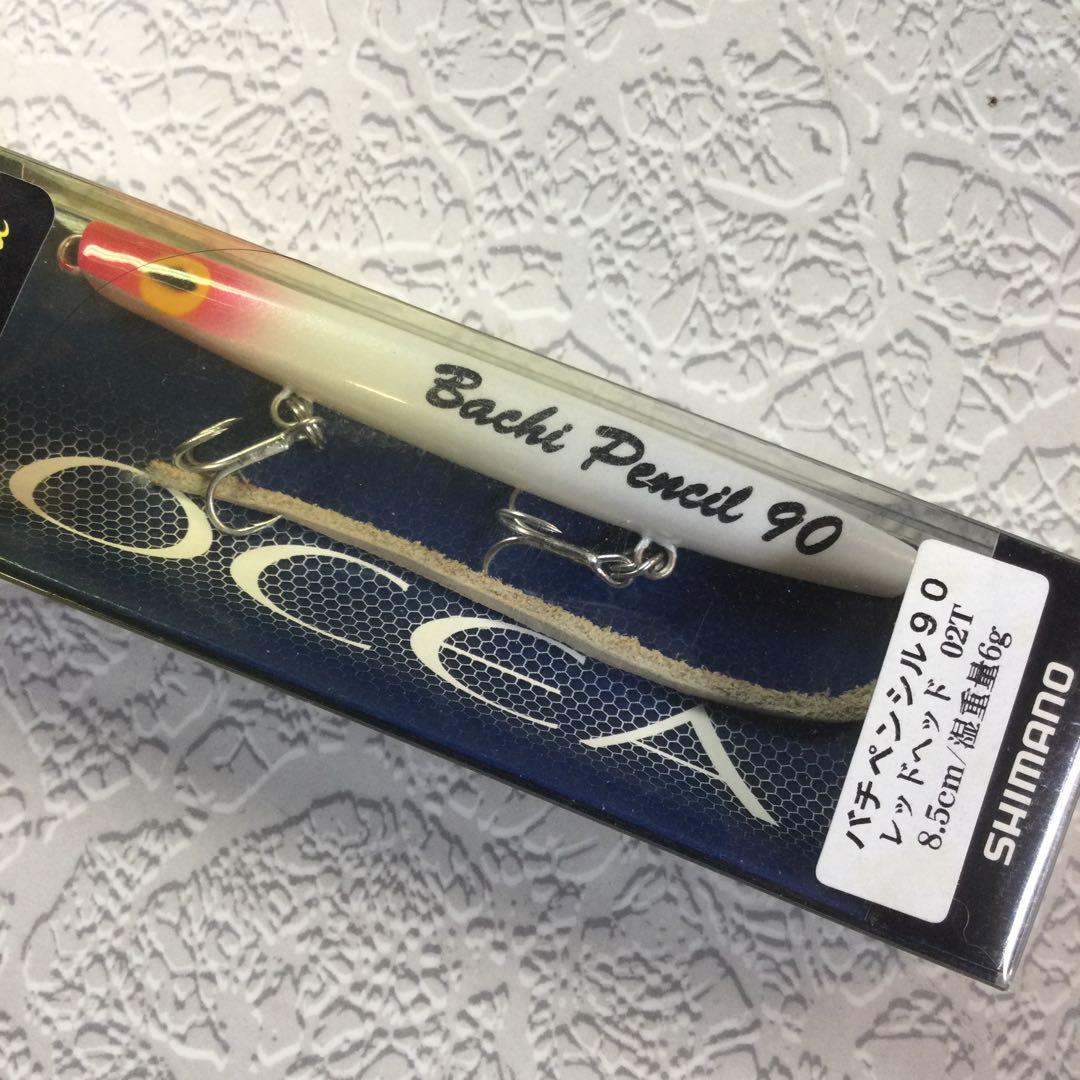 Bachi Pencil 90
OCEA
バチペンシル90
レッドヘッド 02T
8.5cm/湿重量6g
SHIMANO